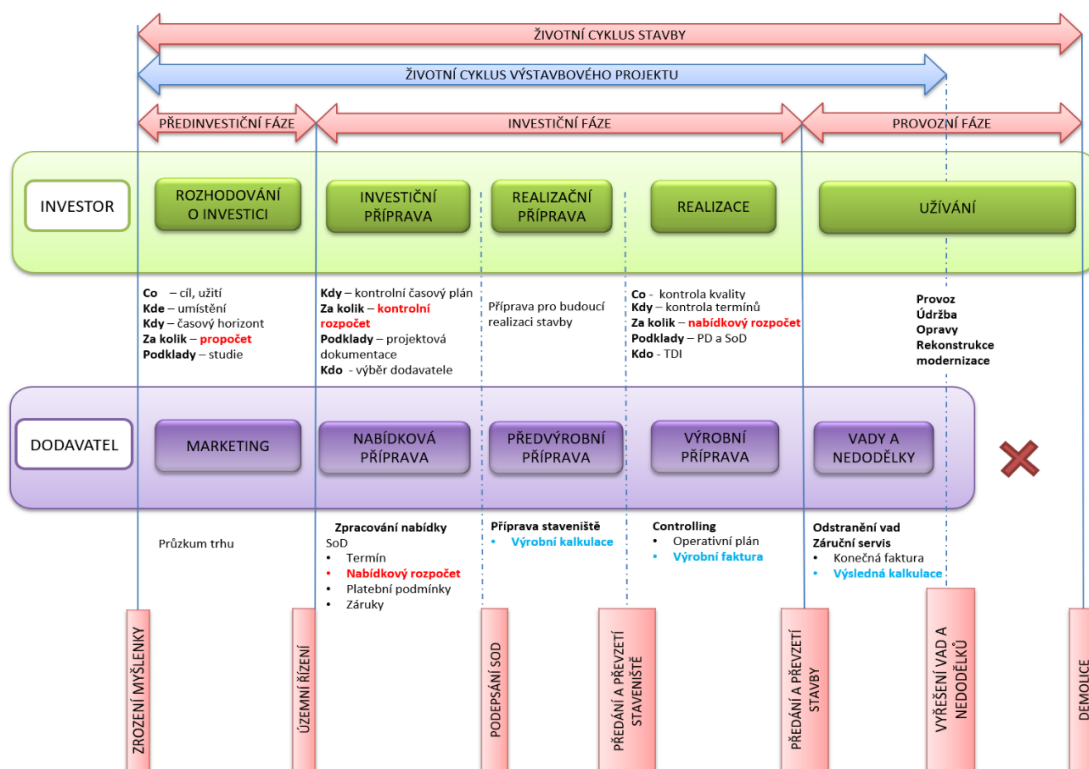 ŽIVOTNÍ CYKLUS STAVBY
ŽIVOTNÍ CYKLUS VÝSTAVBOVÉHO PROJEKTU
PŘEDINVESTIČNÍ FÁZE
INVESTIČNÍ FÁZE
PROVOZNÍ FÁZE
INVESTOR
ROZHODOVÁNÍ
O INVESTICI
INVESTIČNÍ
PŘÍPRAVA
REALIZAČNÍ
PŘÍPRAVA
REALIZACE
UŽÍVÁNÍ
Co – cíl, užití
Kde – umístění
Kdy – časový horizont
Za kolik – propočet
Podklady – studie
Kdy – kontrolní časový plán
Za kolik – kontrolní
rozpočet
Podklady – projektová
dokumentace
Kdo - výběr dodavatele
Příprava pro budoucí
realizaci stavby
Co - kontrola kvality
Kdy – kontrola termínů
Za kolik – nabídkový rozpočet
Podklady – PD a SoD
Kdo - TDI
Provoz
Údržba
Opravy
Rekonstrukce
modernizace
DODAVATEL
MARKETING
NABÍDKOVÁ
PŘÍPRAVA
PŘEDVÝROBNÍ
PŘÍPRAVA
VÝROBNÍ
PŘÍPRAVA
VADY A
NEDODĚLKY
Průzkum trhu
Zpracování nabídky
SoD
• Termín
• Nabídkový rozpočet
• Platební podmínky
• Záruky
Příprava staveniště
• Výrobní kalkulace
Controlling
• Operativní plán
• Výrobní faktura
Odstranění vad
Záruční servis
• Konečná faktura
• Výsledná kalkulace
ZROZENÍ MYŠLENKY
ÚZEMNÍ ŘÍZENÍ
PODEPSÁNÍ SOD
PŘEDÁNÍ A PŘEVZETÍ
STAVENIŠTĚ
PŘEDÁNÍ A PŘEVZETÍ
STAVBY
VYŘEŠENÍ VAD A
NEDODĚLKŮ
DEMOLICE